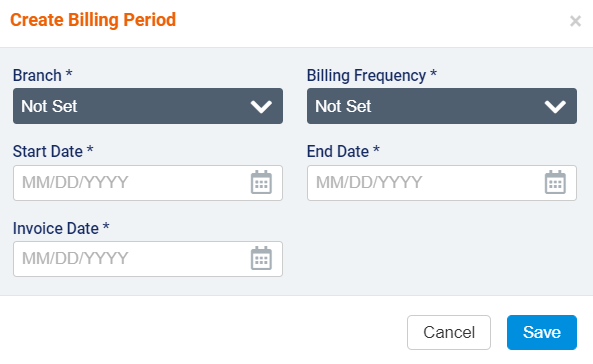 Create Billing Period ×
Branch * Billing Frequency *
Not Set Not Set
Start Date * End Date *
MM/DD/YYYY MM/DD/YYYY
Invoice Date *
MM/DD/YYYY
Cancel Save